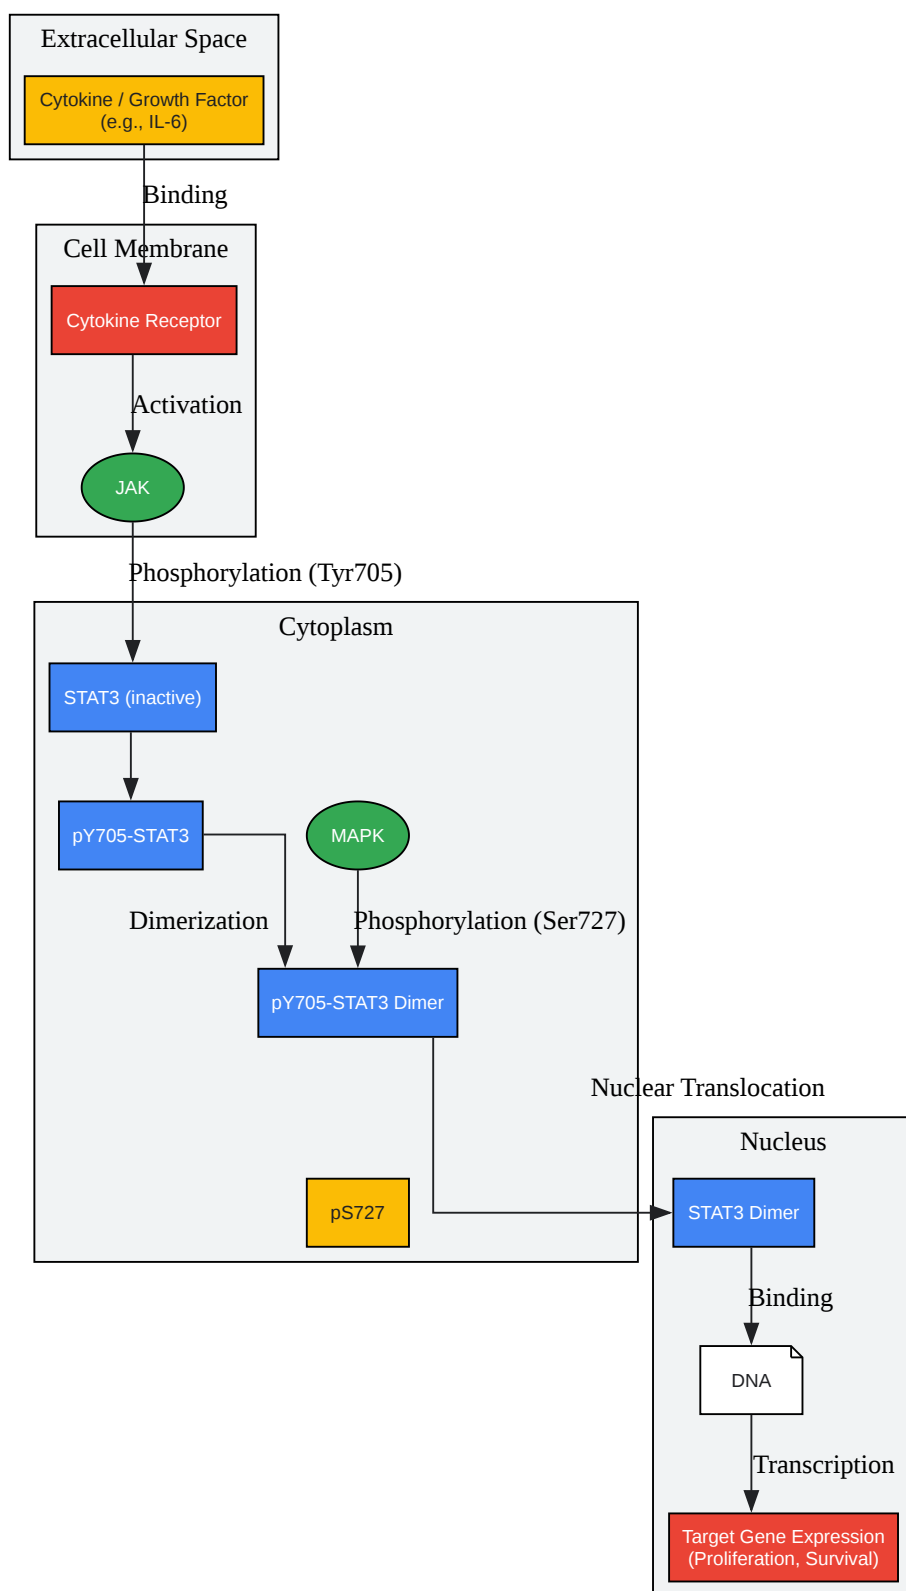 Extracellular Space
Cytokine / Growth Factor
(e.g., IL-6)
Binding
Cell Membrane
Cytokine Receptor
Activation
JAK
Phosphorylation (Tyr705)
Cytoplasm
STAT3 (inactive)
pY705-STAT3
MAPK
Dimerization
Phosphorylation (Ser727)
pY705-STAT3 Dimer
Nuclear Translocation
Nucleus
pS727
STAT3 Dimer
Binding
DNA
Transcription
Target Gene Expression
(Proliferation, Survival)